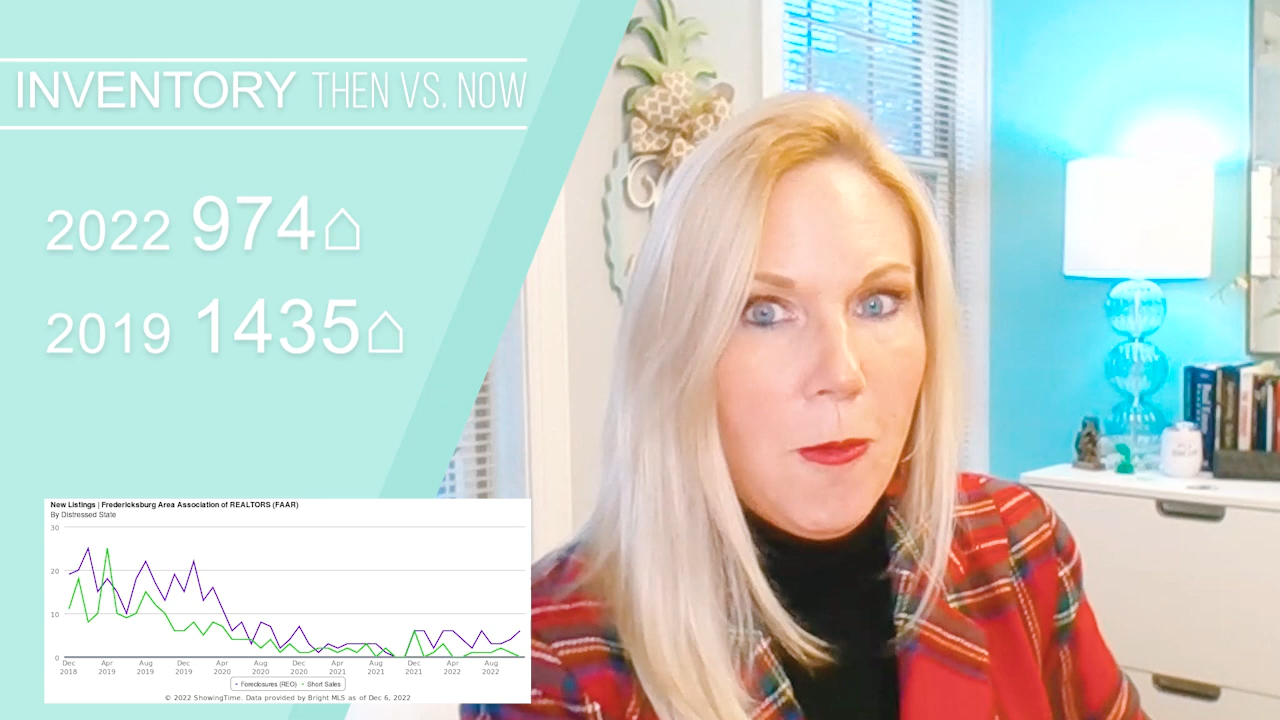 INVENTORY THEN VS. NOW
2022 974
2019 1435
New Listings | Fredericksburg Area Association of REALTORS (FAAR)
By Distressed State
30
20
10
0
Dec 2018 Apr 2019 Aug 2019 Dec 2019 Apr 2020 Aug 2020 Dec 2020 Apr 2021 Aug 2021 Dec 2021 Apr 2022 Aug 2022
Foreclosures (REO) Short Sales
© 2022 ShowingTime. Data provided by Bright MLS as of Dec 6, 2022